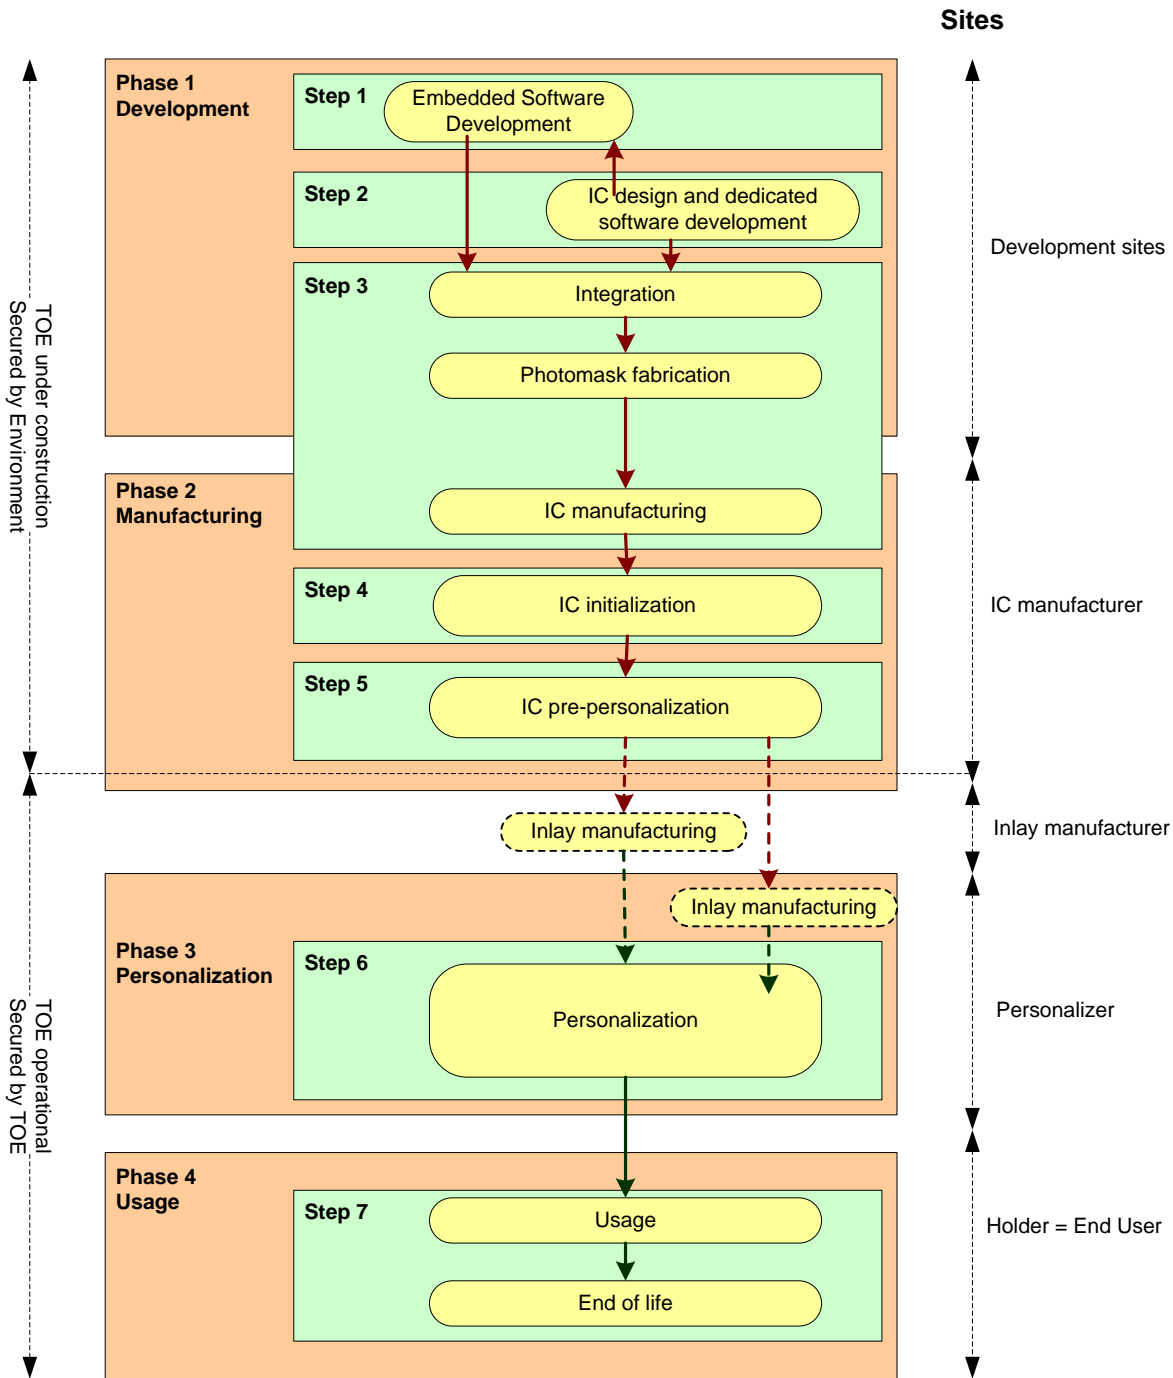 Sites
Phase 1
Development
Step 1
Embedded Software
Development
Step 2
IC design and dedicated
software development
Development sites
Step 3
Integration
TOE under construction
Secured by Environment
Photomask fabrication
Phase 2
Manufacturing
IC manufacturing
Step 4
IC initialization
IC manufacturer
Step 5
IC pre-personalization
Inlay manufacturing
Inlay manufacturer
Inlay manufacturing
Phase 3
Personalization
Step 6
Personalization
Personalizer
TOE operational
Secured by TOE
Phase 4
Usage
Step 7
Usage
Holder = End User
End of life